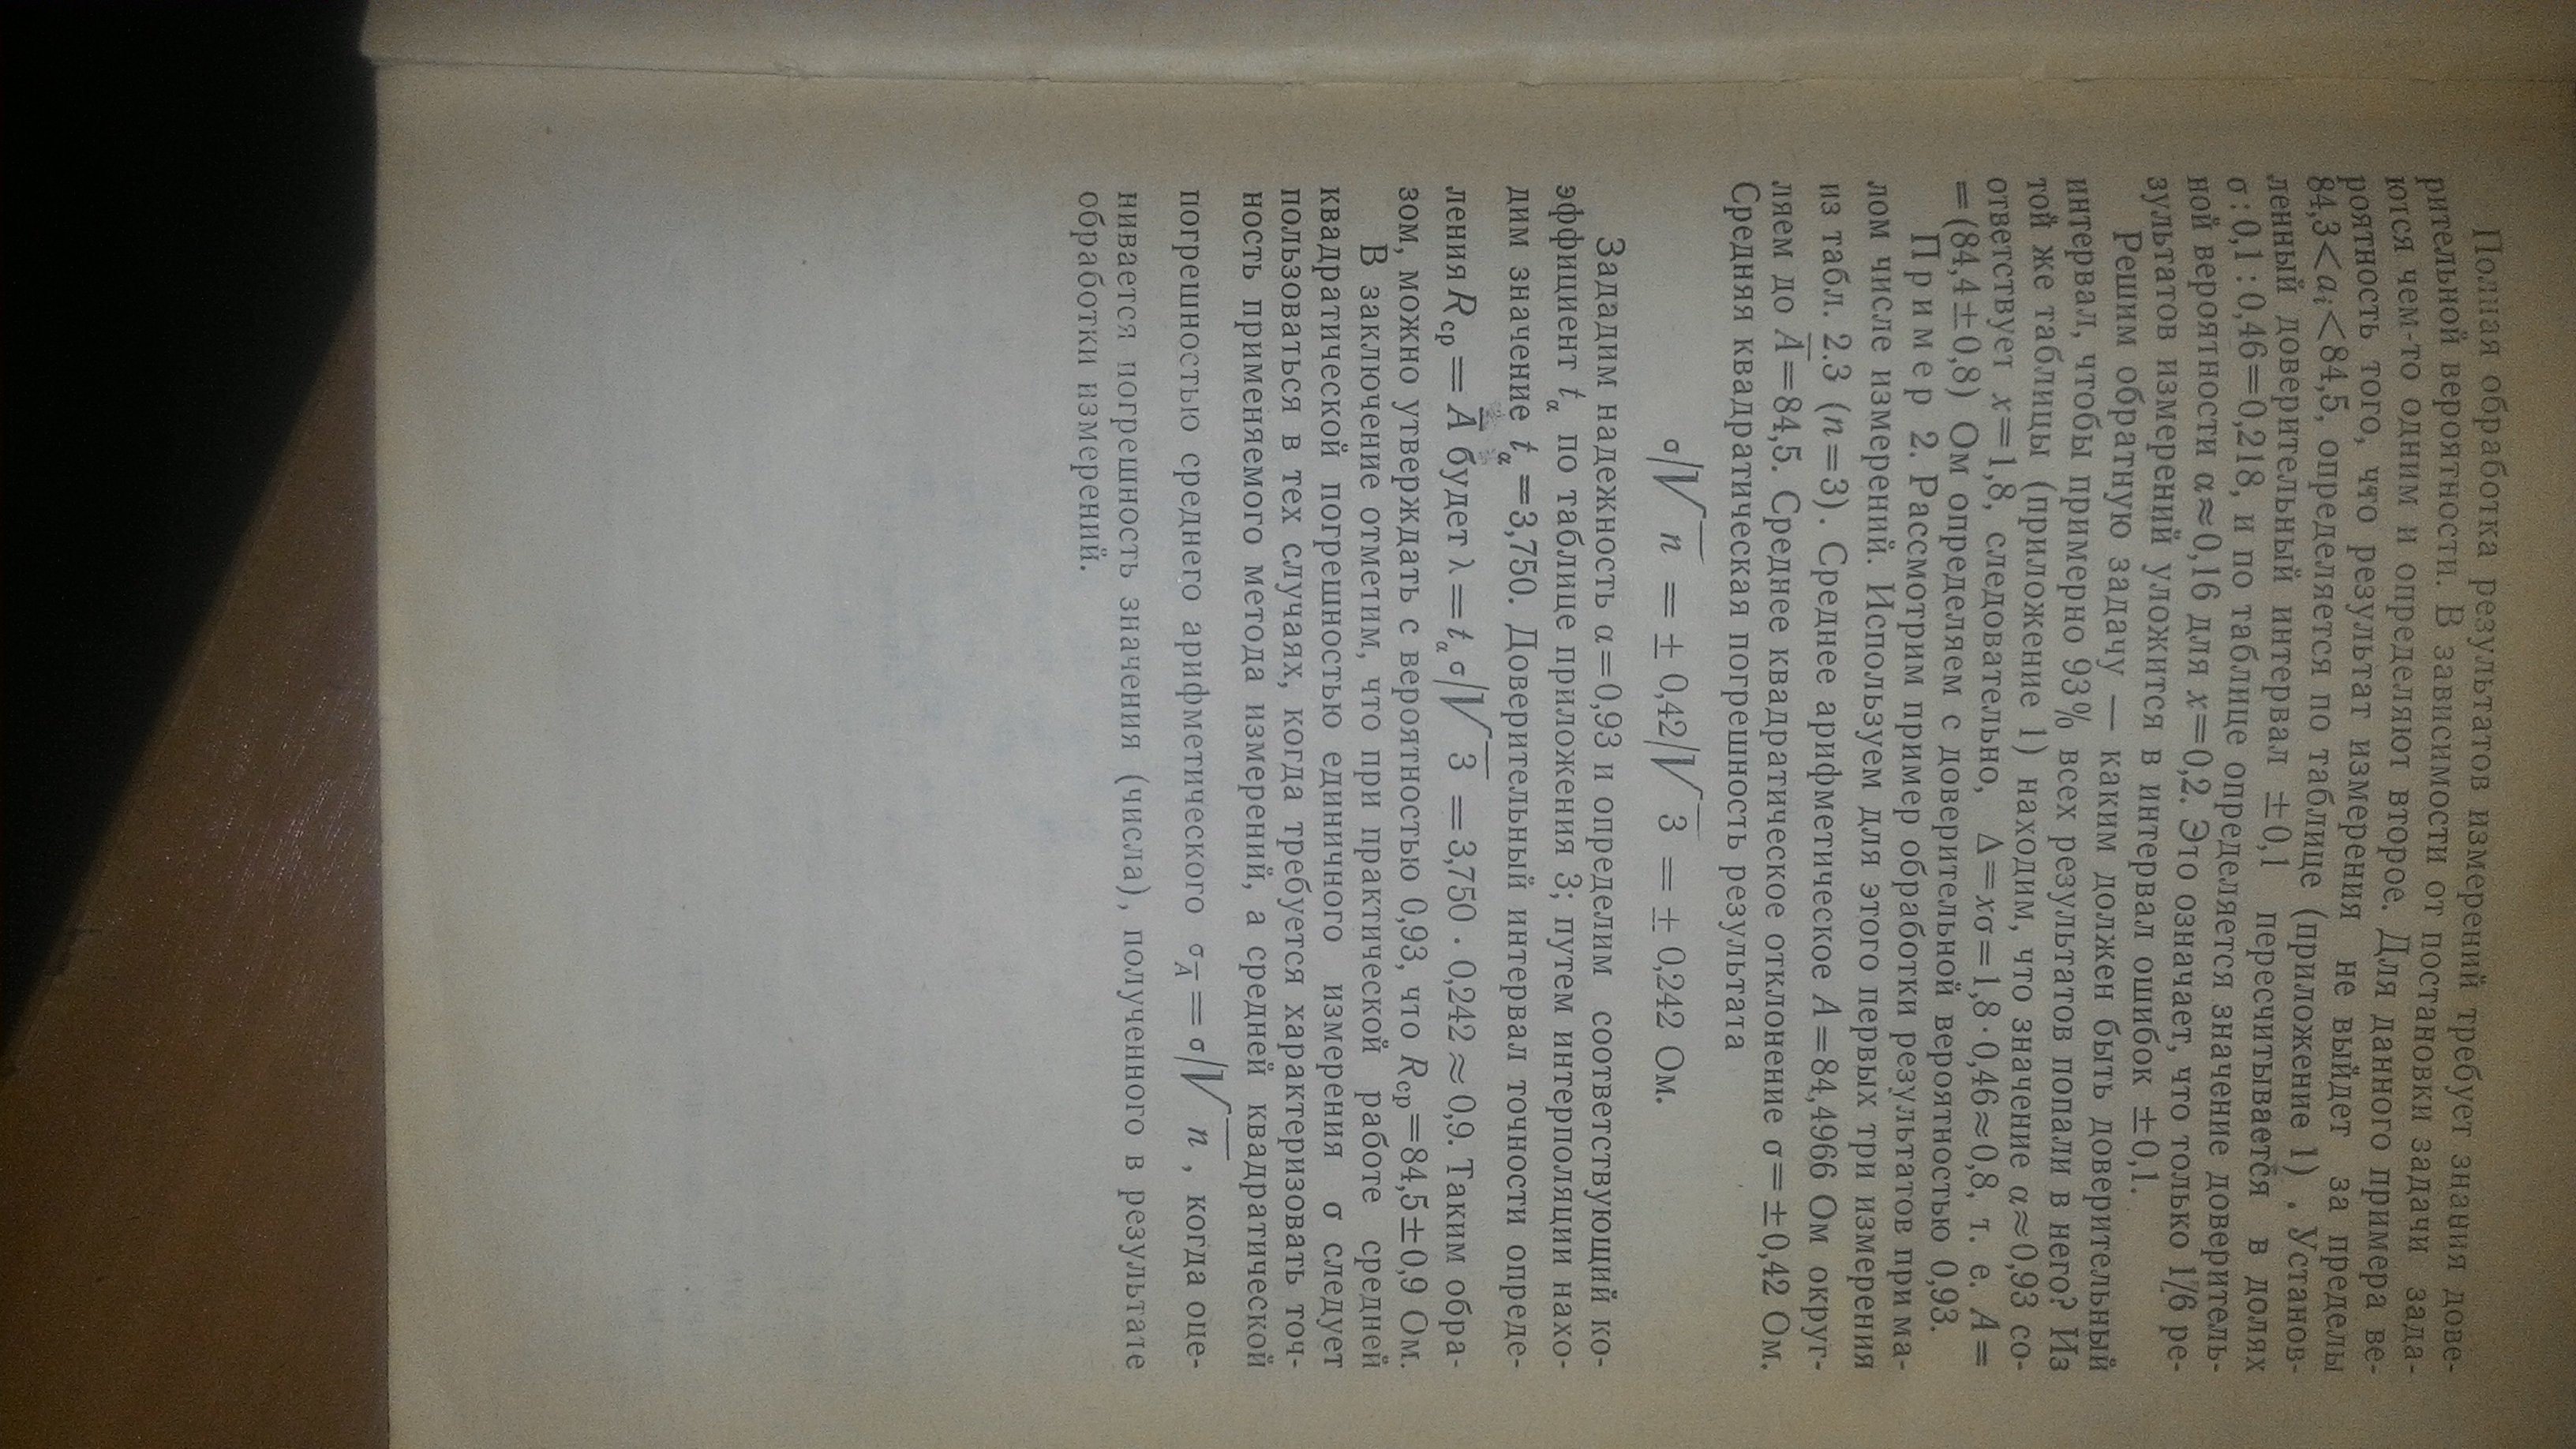 Полная обработка результатов измерений требует знания дове-
рительной вероятности. В зависимости от постановки задачи зада-
ются чем-то одним и определяют второе. Для данного примера ве-
роятность того, что результат измерения не выйдет за пределы
84,3<aᵢ<84,5, определяется по таблице (приложение 1). Установ-
ленный доверительный интервал ±0,1 пересчитывается в долях
σ:0,1:0,46=0,218, и по таблице определяется значение доверитель-
ной вероятности α≈0,16 для x=0,2. Это означает, что только 1/6 ре-
зультатов измерений уложится в интервал ошибок ±0,1.
Решим обратную задачу — каким должен быть доверительный
интервал, чтобы примерно 93% всех результатов попали в него? Из
той же таблицы (приложение 1) находим, что значение α≈0,93 со-
ответствует x=1,8, следовательно, Δ=xσ=1,8·0,46≈0,8, т. е. A=
=(84,4±0,8) Ом определяем с доверительной вероятностью 0,93.
Пример 2. Рассмотрим пример обработки результатов при ма-
лом числе измерений. Используем для этого первых три измерения
из табл. 2.3 (n=3). Среднее арифметическое A=84,4966 Ом округ-
ляем до A̅=84,5. Среднее квадратическое отклонение σ=±0,42 Ом.
Средняя квадратическая погрешность результата
σ/√n = ± 0,42/√3 = ± 0,242 Ом.
Зададим надежность α=0,93 и определим соответствующий ко-
эффициент tα по таблице приложения 3; путем интерполяции нахо-
дим значение tα=3,750. Доверительный интервал точности опреде-
ления Rср=A̅ будет λ=tασ/√3=3,750·0,242≈0,9. Таким обра-
зом, можно утверждать с вероятностью 0,93, что Rср=84,5±0,9 Ом.
В заключение отметим, что при практической работе средней
квадратической погрешностью единичного измерения σ следует
пользоваться в тех случаях, когда требуется характеризовать точ-
ность применяемого метода измерений, а средней квадратической
погрешностью среднего арифметического σA̅=σ/√n, когда оце-
нивается погрешность значения (числа), полученного в результате
обработки измерений.